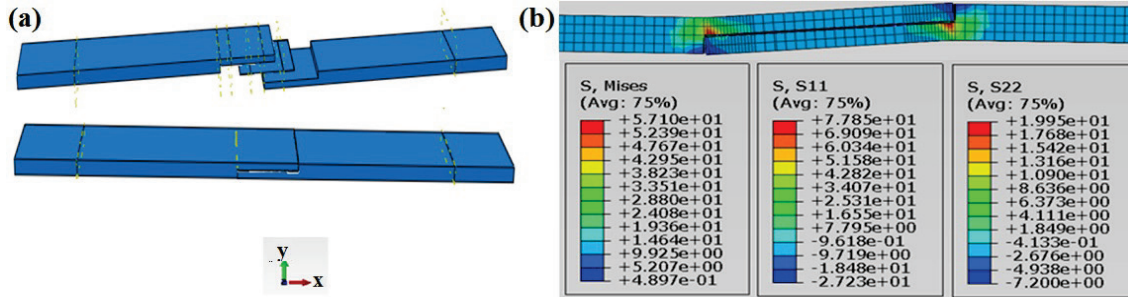 (a)
(b)
y
x
S, Mises
(Avg: 75%)
+5.710e+01
+5.239e+01
+4.767e+01
+4.295e+01
+3.823e+01
+3.351e+01
+2.880e+01
+2.408e+01
+1.936e+01
+1.464e+01
+9.925e+00
+5.207e+00
+4.897e-01
S, S11
(Avg: 75%)
+7.785e+01
+6.909e+01
+6.034e+01
+5.158e+01
+4.282e+01
+3.407e+01
+2.531e+01
+1.655e+01
+7.795e+00
-9.618e-01
-9.719e+00
-1.848e+01
-2.723e+01
S, S22
(Avg: 75%)
+1.995e+01
+1.768e+01
+1.542e+01
+1.316e+01
+1.090e+01
+8.636e+00
+6.373e+00
+4.111e+00
+1.849e+00
-4.133e-01
-2.676e+00
-4.938e+00
-7.200e+00